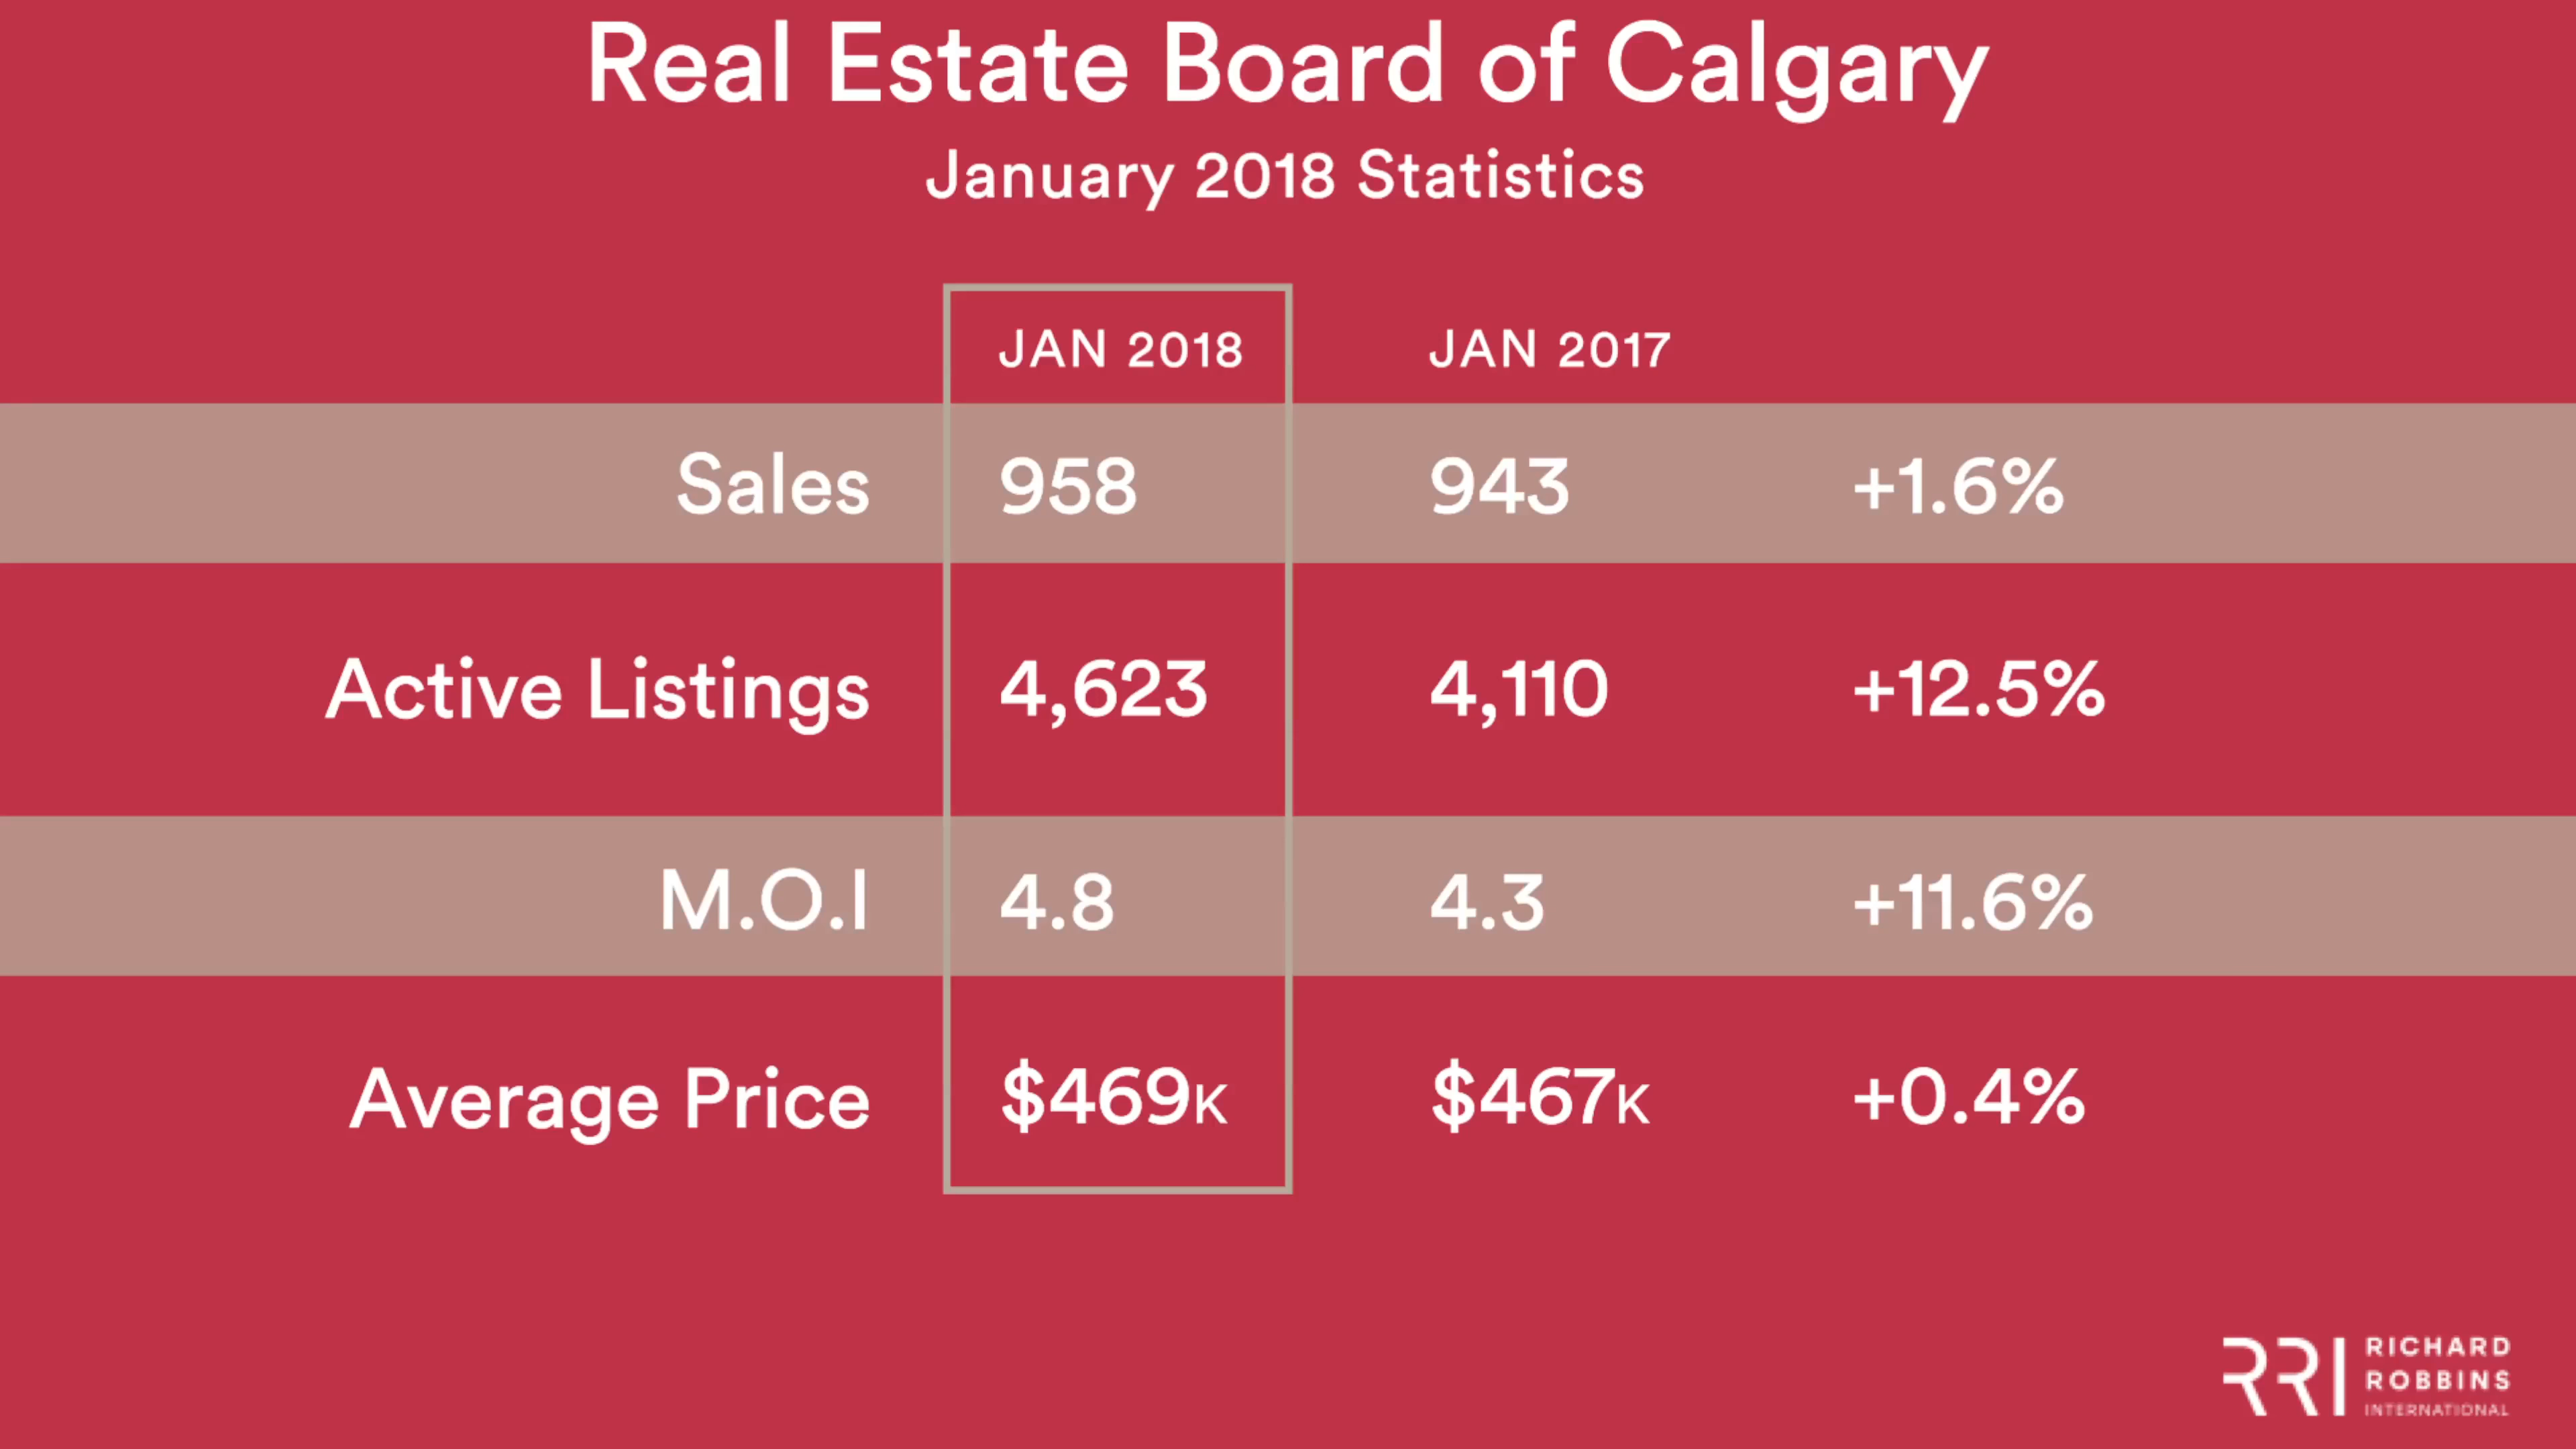 Real Estate Board of Calgary
January 2018 Statistics
JAN 2018 JAN 2017
Sales 958 943 +1.6%
Active Listings 4,623 4,110 +12.5%
M.O.I 4.8 4.3 +11.6%
Average Price $469K $467K +0.4%
RRI RICHARD
ROBBINS
INTERNATIONAL